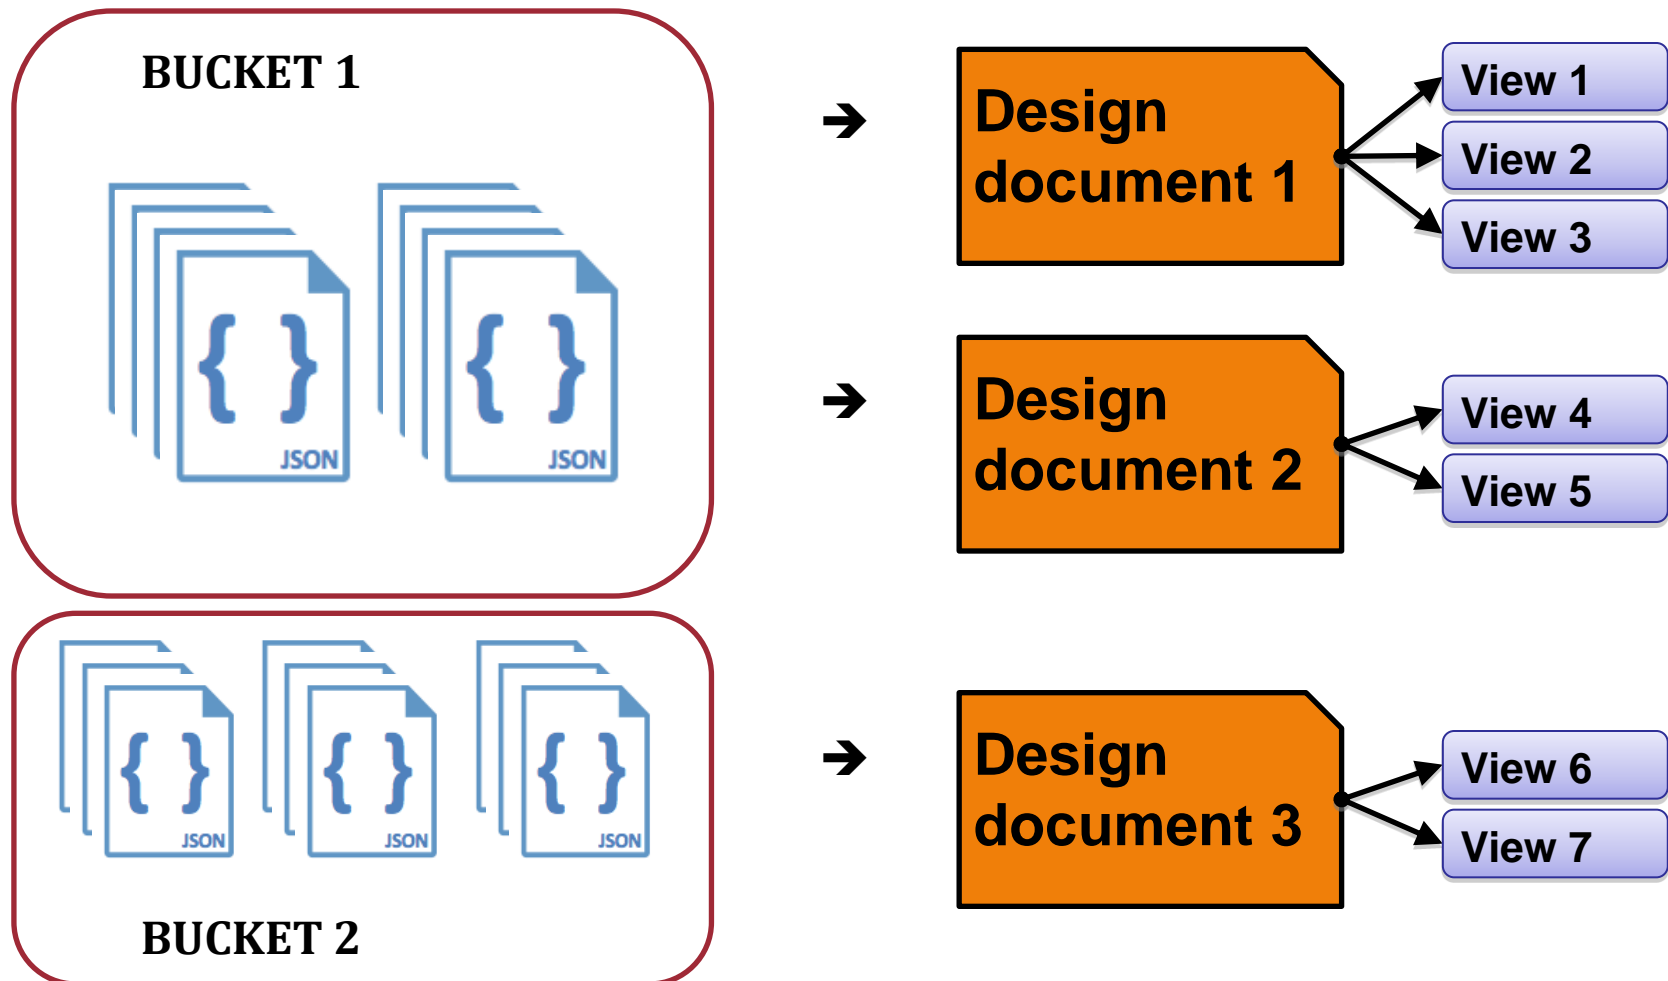 BUCKET 1
JSON
JSON
Design
document 1
View 1
View 2
View 3
Design
document 2
View 4
View 5
JSON
JSON
JSON
BUCKET 2
Design
document 3
View 6
View 7